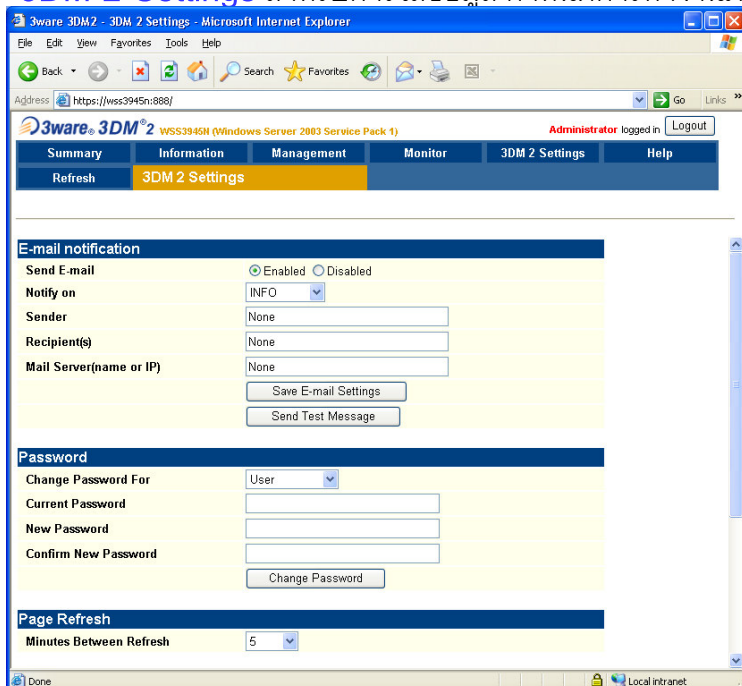 3ware 3DM2 - 3DM 2 Settings - Microsoft Internet Explorer
File Edit View Favorites Tools Help
Back Search Favorites
Address https://wss3945n:888/ Go Links »
3ware® 3DM®2 WSS3945N (Windows Server 2003 Service Pack 1) Administrator logged in Logout
Summary Information Management Monitor 3DM 2 Settings Help
Refresh 3DM 2 Settings
E-mail notification
Send E-mail Enabled Disabled
Notify on INFO
Sender None
Recipient(s) None
Mail Server(name or IP) None
Save E-mail Settings
Send Test Message
Password
Change Password For User
Current Password
New Password
Confirm New Password
Change Password
Page Refresh
Minutes Between Refresh 5
Done Local intranet